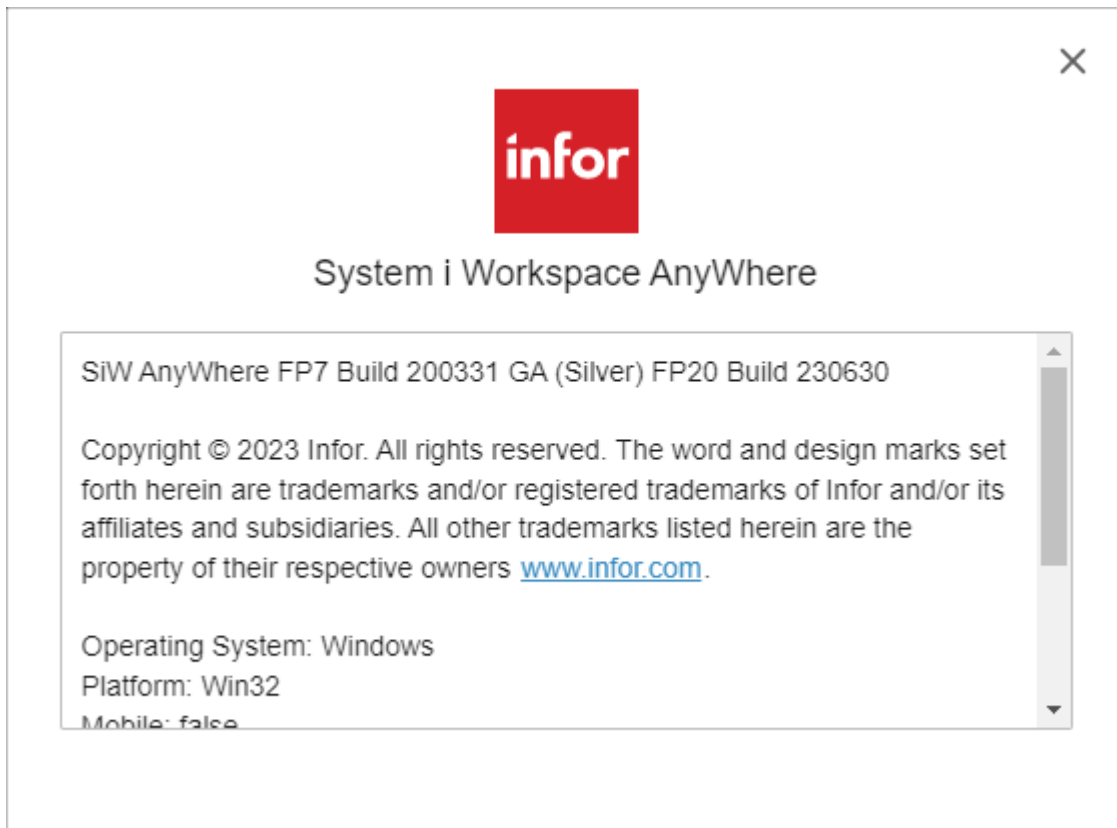 infor
System i Workspace AnyWhere
SiW AnyWhere FP7 Build 200331 GA (Silver) FP20 Build 230630
Copyright © 2023 Infor. All rights reserved. The word and design marks set
forth herein are trademarks and/or registered trademarks of Infor and/or its
affiliates and subsidiaries. All other trademarks listed herein are the
property of their respective owners www.infor.com.
Operating System: Windows
Platform: Win32
Mobile: false